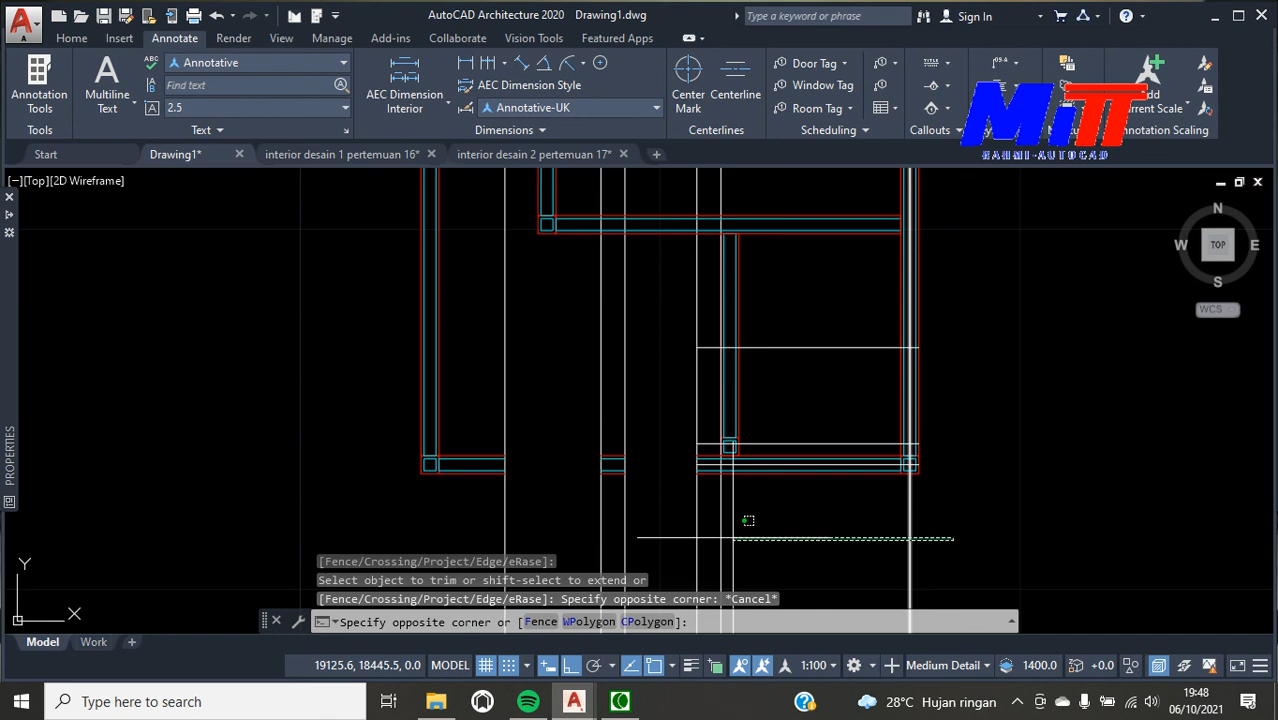 AutoCAD Architecture 2020 Drawing1.dwg
Type a keyword or phrase
Sign In
Home Insert Annotate Render View Manage Add-ins Collaborate Vision Tools Featured Apps
Annotation Tools
Tools
Multiline Text
Annotative
Find text
2.5
Text
AEC Dimension Interior
AEC Dimension Style
Annotative-UK
Dimensions
Center Mark
Centerline
Centerlines
Door Tag
Window Tag
Room Tag
Scheduling
Callouts
Add
Current Scale
Annotation Scaling
MiTT
RAHMI-AUTOCAD
Start
Drawing1*
interior desain 1 pertemuan 16*
interior desain 2 pertemuan 17*
[−][Top][2D Wireframe]
N
W TOP E
S
WCS
PROPERTIES
Y
X
[Fence/Crossing/Project/Edge/eRase]:
Select object to trim or shift-select to extend or
[Fence/Crossing/Project/Edge/eRase]: Specify opposite corner: *Cancel*
Specify opposite corner or [Fence WPolygon CPolygon]:
Model Work
19125.6, 18445.5, 0.0 MODEL
1:100
Medium Detail
1400.0
+0.0
Type here to search
28°C Hujan ringan
19:48
06/10/2021